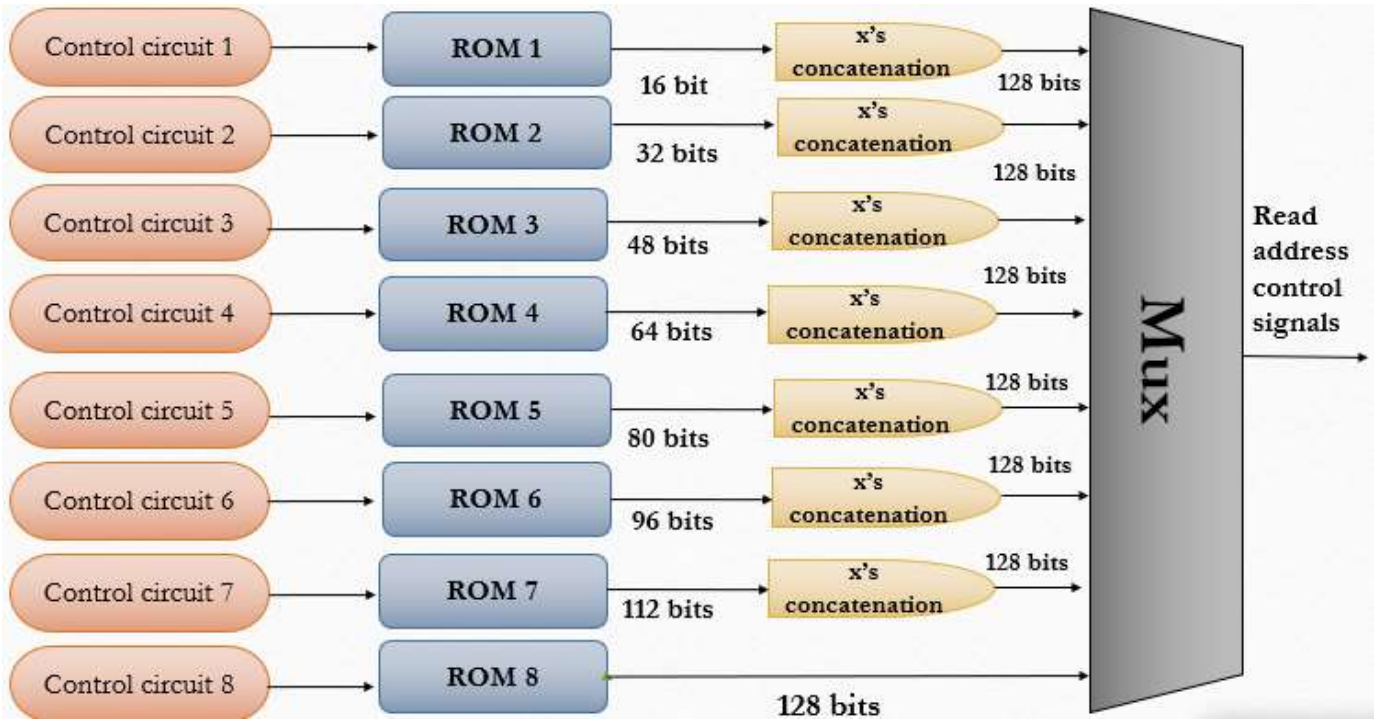 Control circuit 1
ROM 1
16 bit
x's
concatenation
128 bits
Control circuit 2
ROM 2
32 bits
x's
concatenation
128 bits
Control circuit 3
ROM 3
48 bits
x's
concatenation
128 bits
Control circuit 4
ROM 4
64 bits
x's
concatenation
Control circuit 5
ROM 5
80 bits
x's
concatenation
128 bits
Control circuit 6
ROM 6
96 bits
x's
concatenation
128 bits
Control circuit 7
ROM 7
112 bits
x's
concatenation
128 bits
Control circuit 8
ROM 8
128 bits
Mux
Read
address
control
signals